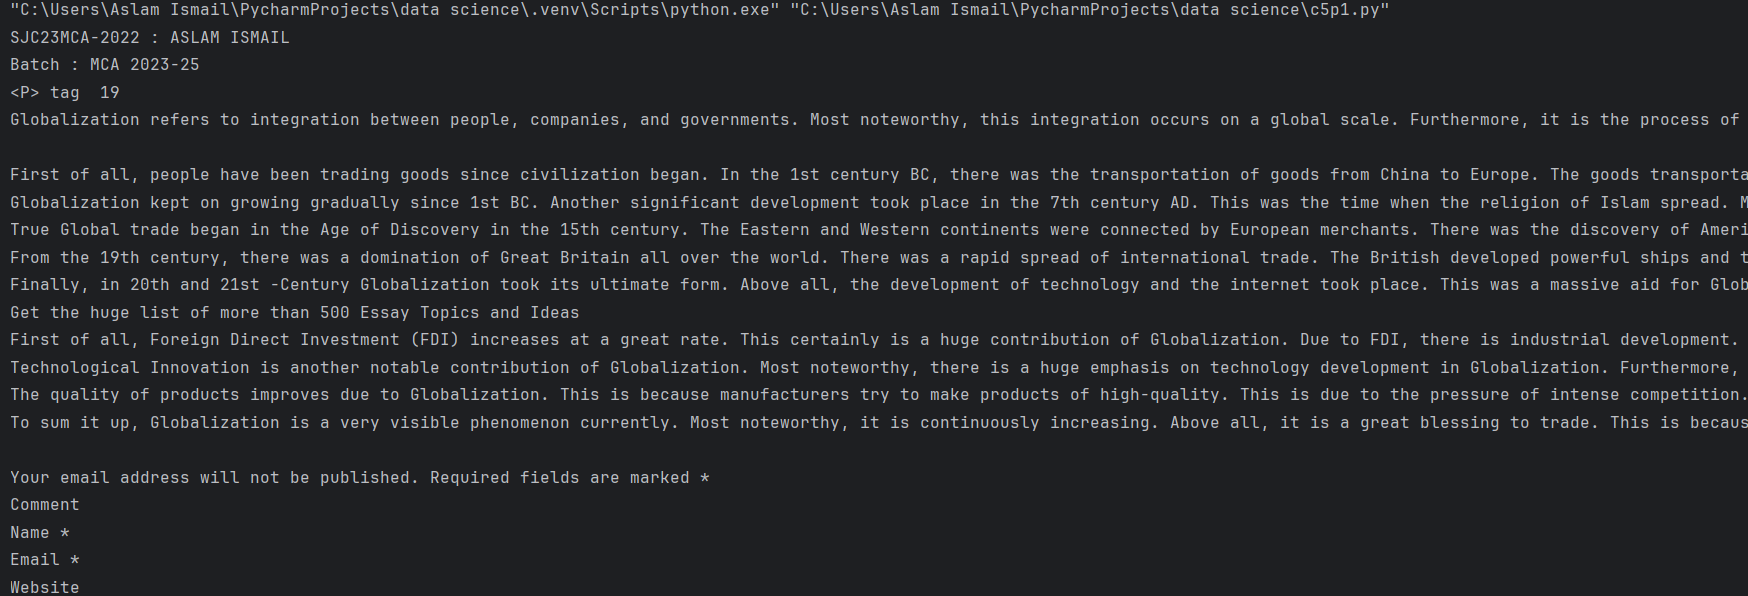 "C:\Users\Aslam Ismail\PycharmProjects\data science\.venv\Scripts\python.exe" "C:\Users\Aslam Ismail\PycharmProjects\data science\c5p1.py"
SJC23MCA-2022 : ASLAM ISMAIL
Batch : MCA 2023-25
<P> tag  19
Globalization refers to integration between people, companies, and governments. Most noteworthy, this integration occurs on a global scale. Furthermore, it is the process of
First of all, people have been trading goods since civilization began. In the 1st century BC, there was the transportation of goods from China to Europe. The goods transporta
Globalization kept on growing gradually since 1st BC. Another significant development took place in the 7th century AD. This was the time when the religion of Islam spread. M
True Global trade began in the Age of Discovery in the 15th century. The Eastern and Western continents were connected by European merchants. There was the discovery of Ameri
From the 19th century, there was a domination of Great Britain all over the world. There was a rapid spread of international trade. The British developed powerful ships and t
Finally, in 20th and 21st -Century Globalization took its ultimate form. Above all, the development of technology and the internet took place. This was a massive aid for Glob
Get the huge list of more than 500 Essay Topics and Ideas
First of all, Foreign Direct Investment (FDI) increases at a great rate. This certainly is a huge contribution of Globalization. Due to FDI, there is industrial development.
Technological Innovation is another notable contribution of Globalization. Most noteworthy, there is a huge emphasis on technology development in Globalization. Furthermore,
The quality of products improves due to Globalization. This is because manufacturers try to make products of high-quality. This is due to the pressure of intense competition.
To sum it up, Globalization is a very visible phenomenon currently. Most noteworthy, it is continuously increasing. Above all, it is a great blessing to trade. This is becaus
Your email address will not be published. Required fields are marked *
Comment
Name *
Email *
Website